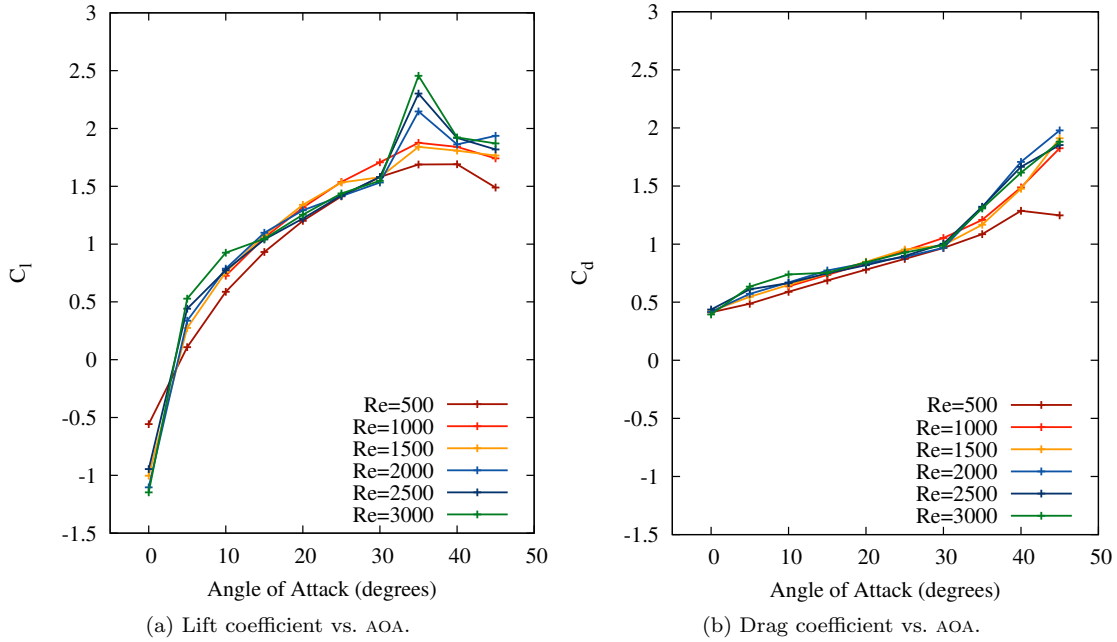 3
2.5
2
1.5
1
0.5
0
-0.5
-1
-1.5
C_l
Re=500
Re=1000
Re=1500
Re=2000
Re=2500
Re=3000
0 10 20 30 40 50
Angle of Attack (degrees)
(a) Lift coefficient vs. AOA.
3
2.5
2
1.5
1
0.5
0
-0.5
-1
-1.5
C_d
Re=500
Re=1000
Re=1500
Re=2000
Re=2500
Re=3000
0 10 20 30 40 50
Angle of Attack (degrees)
(b) Drag coefficient vs. AOA.